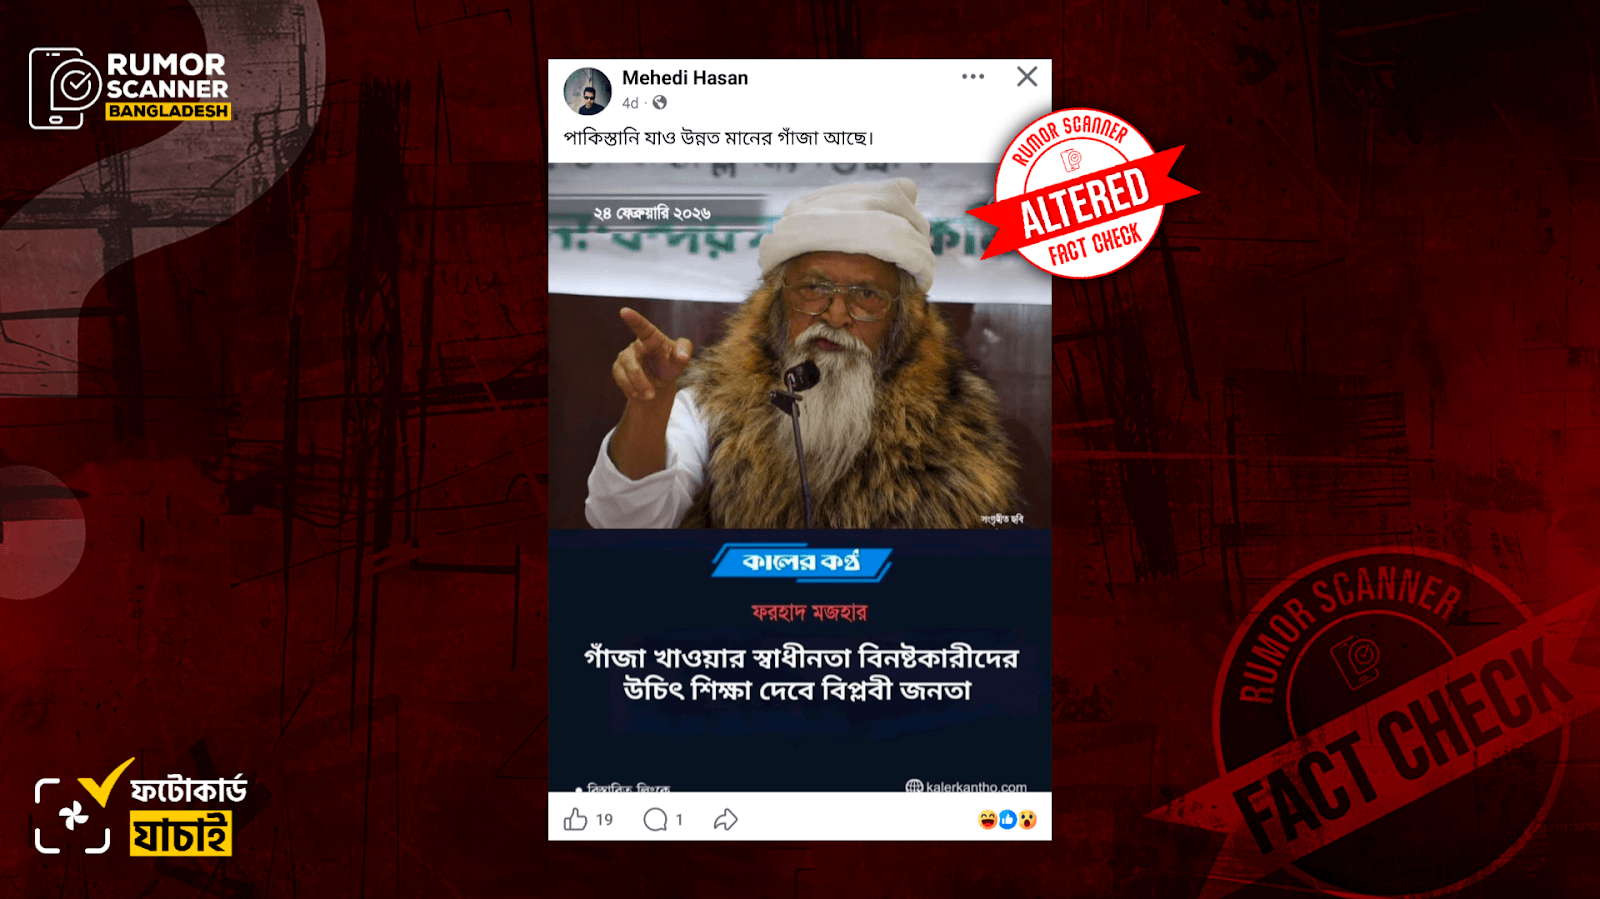 RUMOR
SCANNER
BANGLADESH
Mehedi Hasan
4d
পাকিস্তানি যাও উন্নত মানের গাঁজা আছে।
২৪ ফেব্রুয়ারি ২০২৬
RUMOR SCANNER
ALTERED
FACT CHECK
সংগৃহীত ছবি
কালের কণ্ঠ
ফরহাদ মজহার
গাঁজা খাওয়ার স্বাধীনতা বিনষ্টকারীদের
উচিৎ শিক্ষা দেবে বিপ্লবী জনতা
বিস্তারিত লিংকে
kalerkantho.com
19
1
ফটোকার্ড
যাচাই
RUMOR SCANNER
FACT CHECK